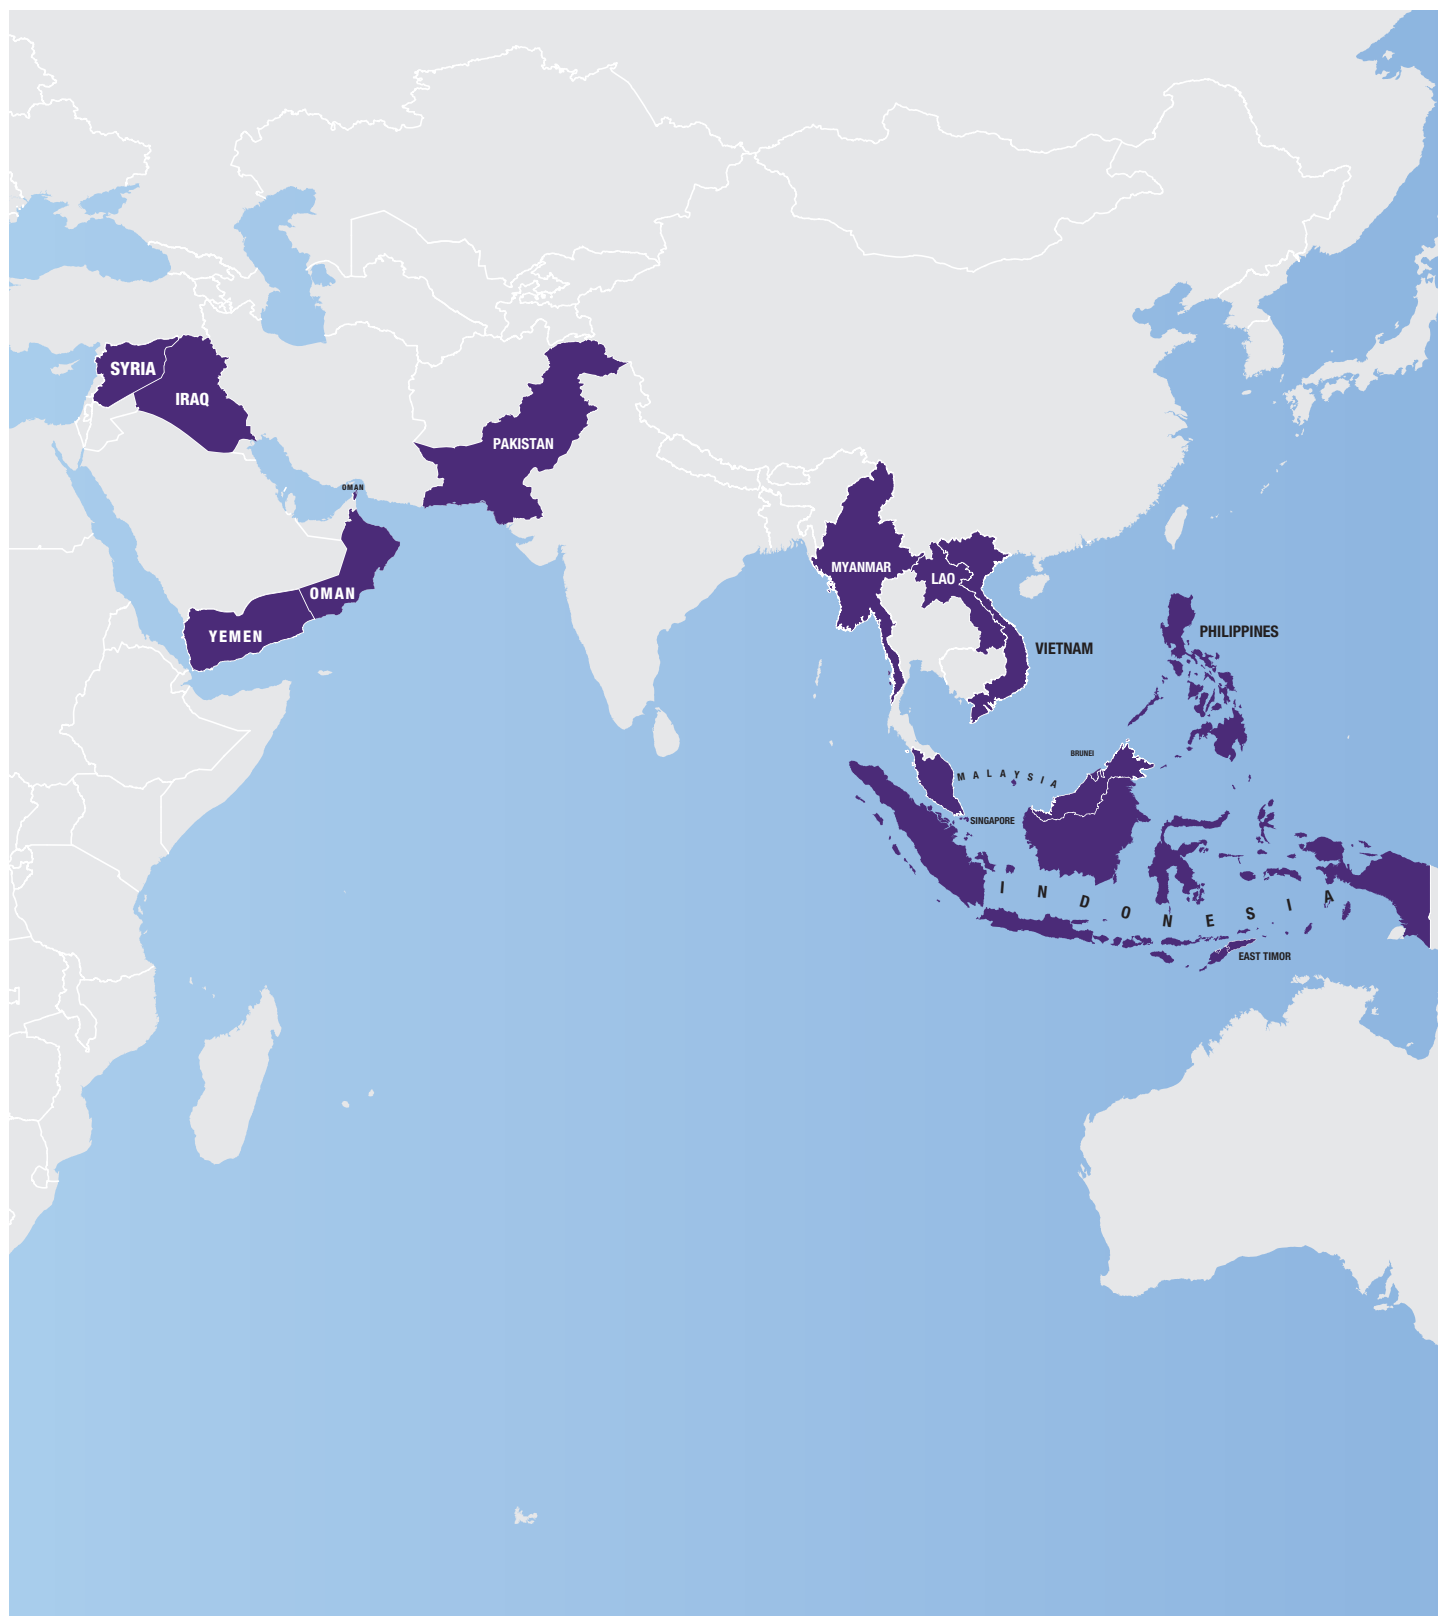 SYRIA
IRAQ
PAKISTAN
OMAN
MYANMAR
LAO
OMAN
YEMEN
PHILIPPINES
VIETNAM
BRUNEI
MALAYSIA
SINGAPORE
INDONESIA
EAST TIMOR